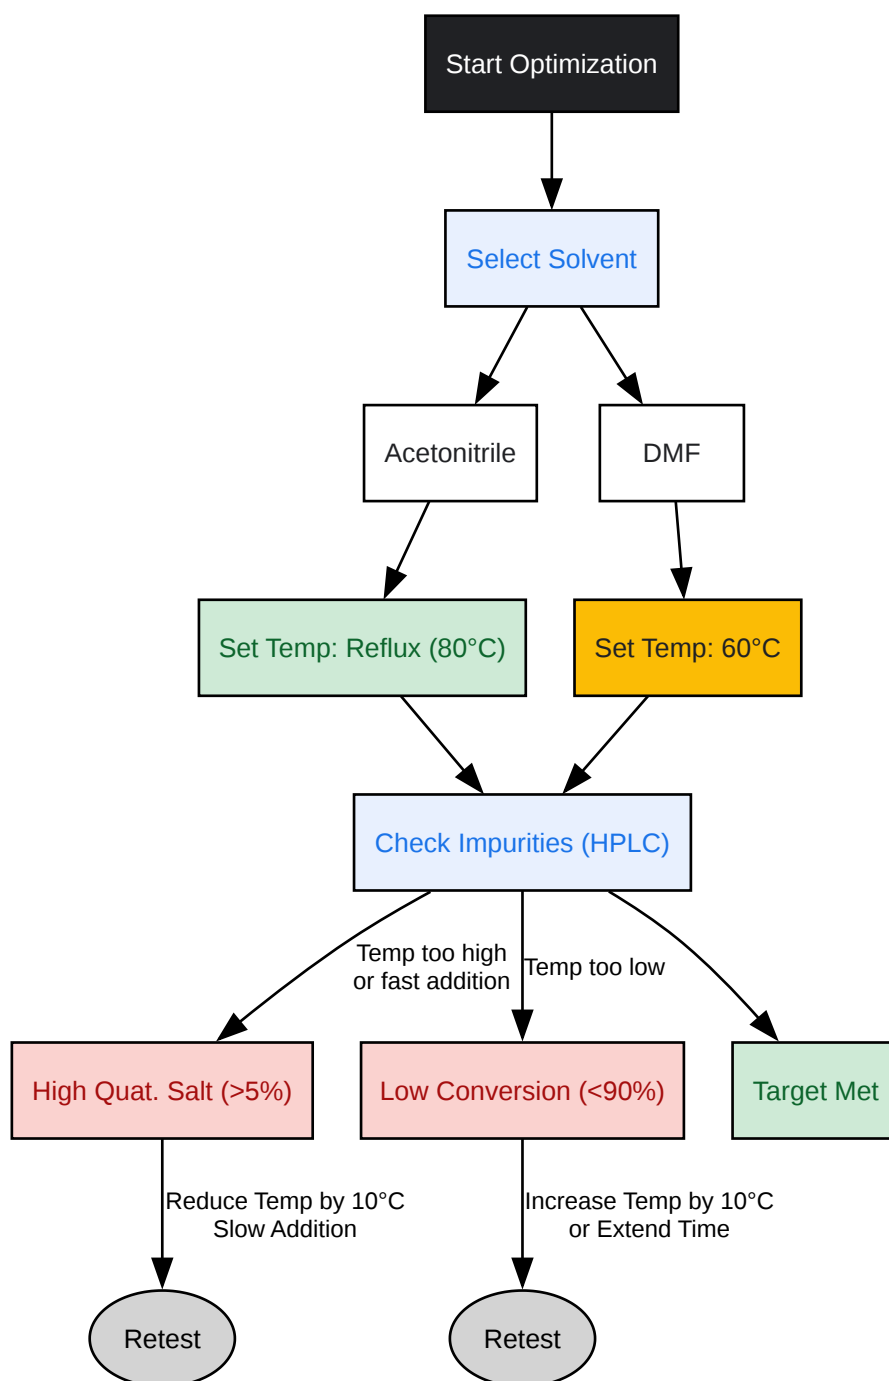 Start Optimization
Select Solvent
Acetonitrile
DMF
Set Temp: Reflux (80°C)
Set Temp: 60°C
Check Impurities (HPLC)
Temp too high
or fast addition
Temp too low
High Quat. Salt (>5%)
Low Conversion (<90%)
Target Met
Reduce Temp by 10°C
Slow Addition
Increase Temp by 10°C
or Extend Time
Retest
Retest